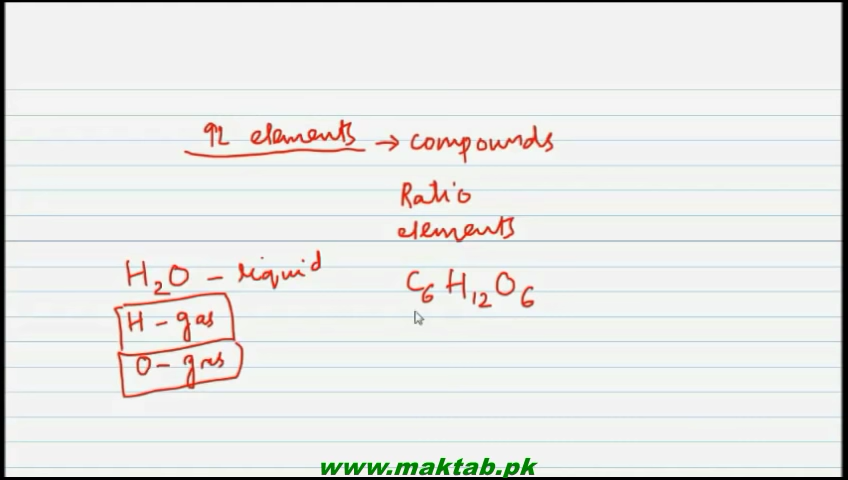 92 elements → compounds
Ratio
elements
H₂O - liquid
C₆H₁₂O₆
H - gas
O - gas
www.maktab.pk